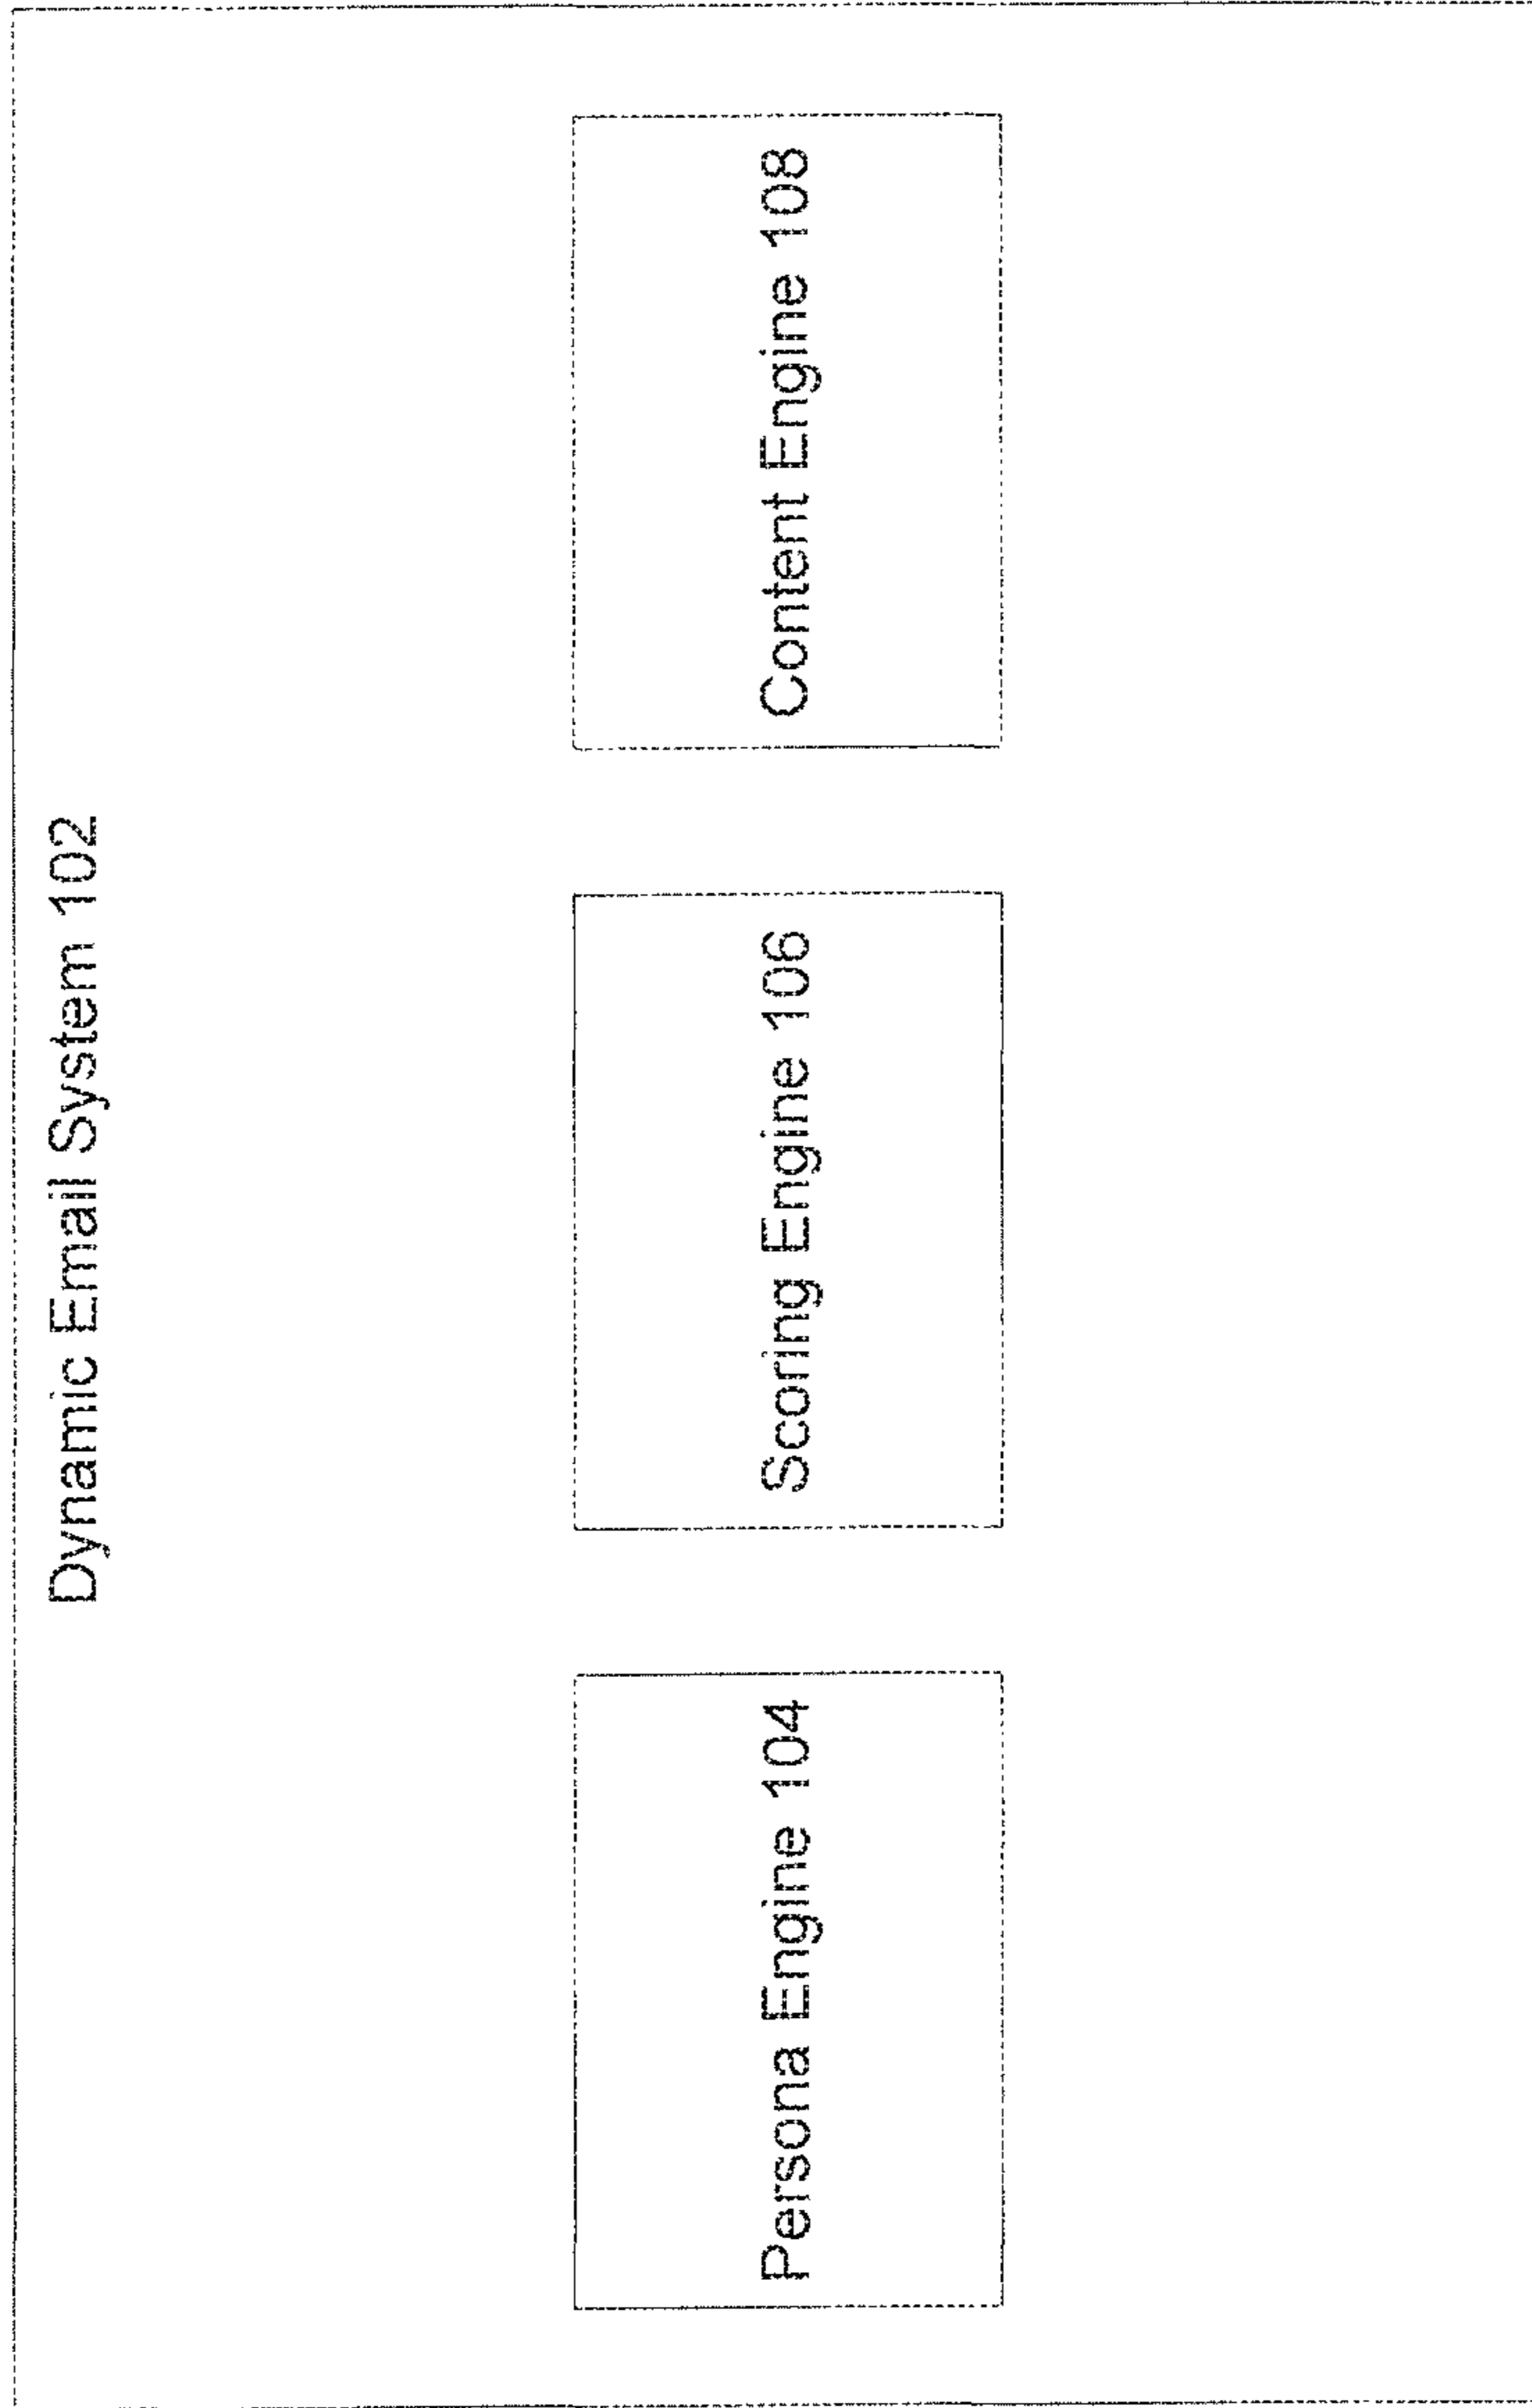 Dynamic Email System 102
Persona Engine 104
Scoring Engine 106
Content Engine 108